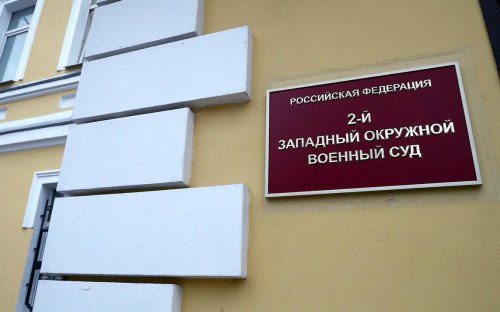 РОССИЙСКАЯ ФЕДЕРАЦИЯ
2-Й
ЗАПАДНЫЙ ОКРУЖНОЙ
ВОЕННЫЙ СУД